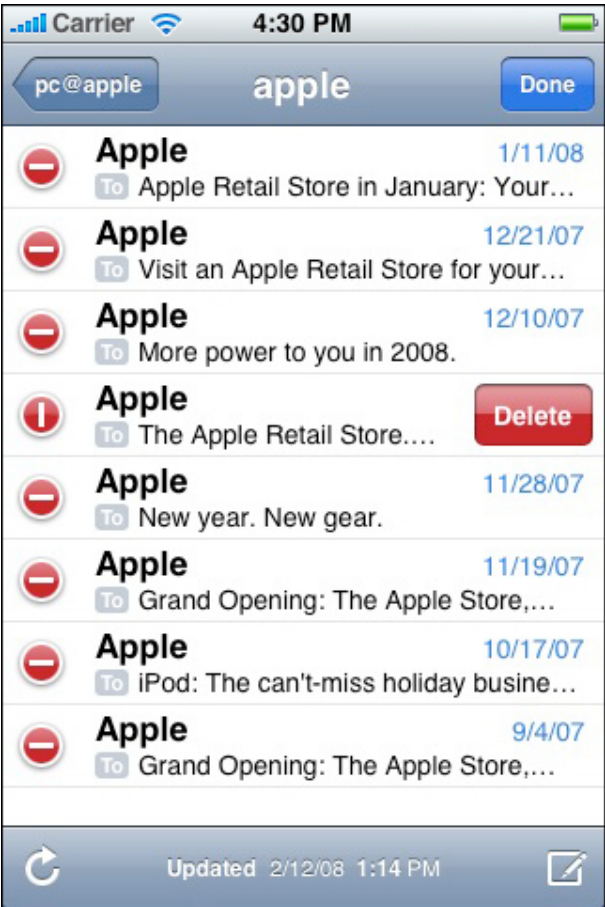 Carrier 4:30 PM
pc@apple apple Done
Apple 1/11/08
To Apple Retail Store in January: Your...
Apple 12/21/07
To Visit an Apple Retail Store for your...
Apple 12/10/07
To More power to you in 2008.
Apple Delete
To The Apple Retail Store....
Apple 11/28/07
To New year. New gear.
Apple 11/19/07
To Grand Opening: The Apple Store,...
Apple 10/17/07
To iPod: The can't-miss holiday busine...
Apple 9/4/07
To Grand Opening: The Apple Store,...
Updated 2/12/08 1:14 PM